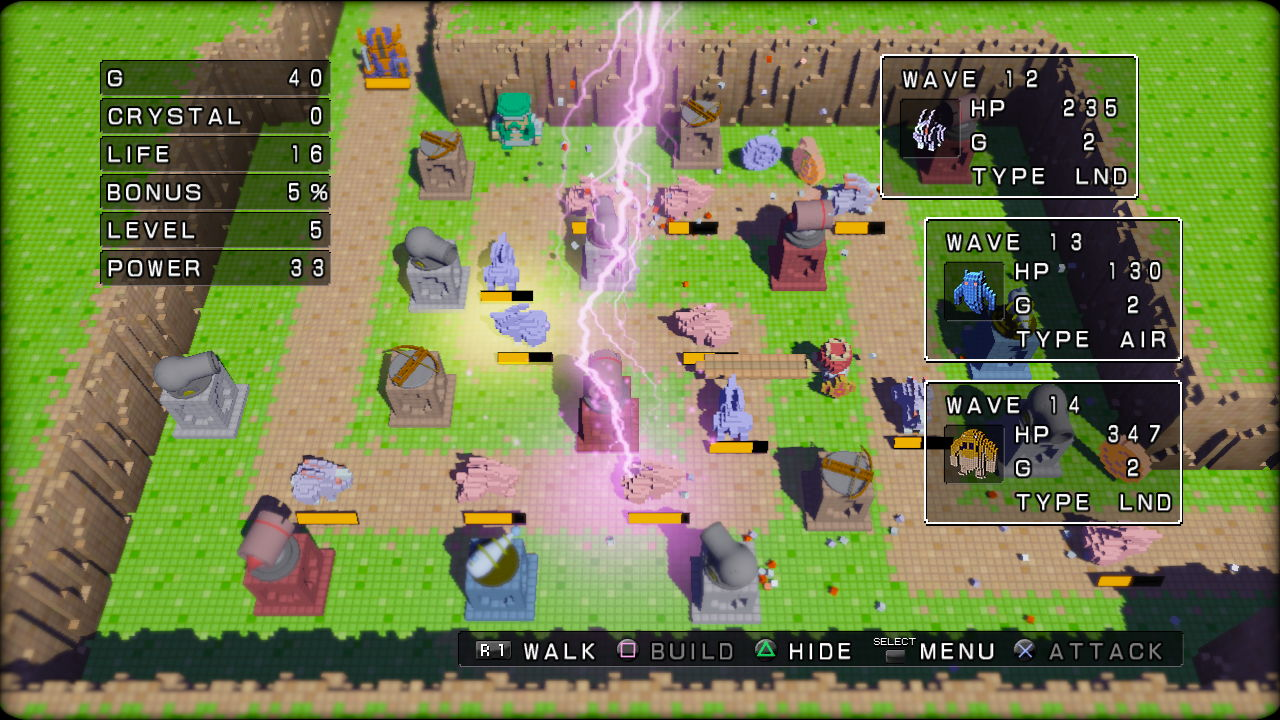 G 40
CRYSTAL 0
LIFE 16
BONUS 5%
LEVEL 5
POWER 33
WAVE 12
HP 235
G 2
TYPE LND
WAVE 13
HP 130
G 2
TYPE AIR
WAVE 14
HP 347
G 2
TYPE LND
R1 WALK BUILD HIDE SELECT MENU ATTACK